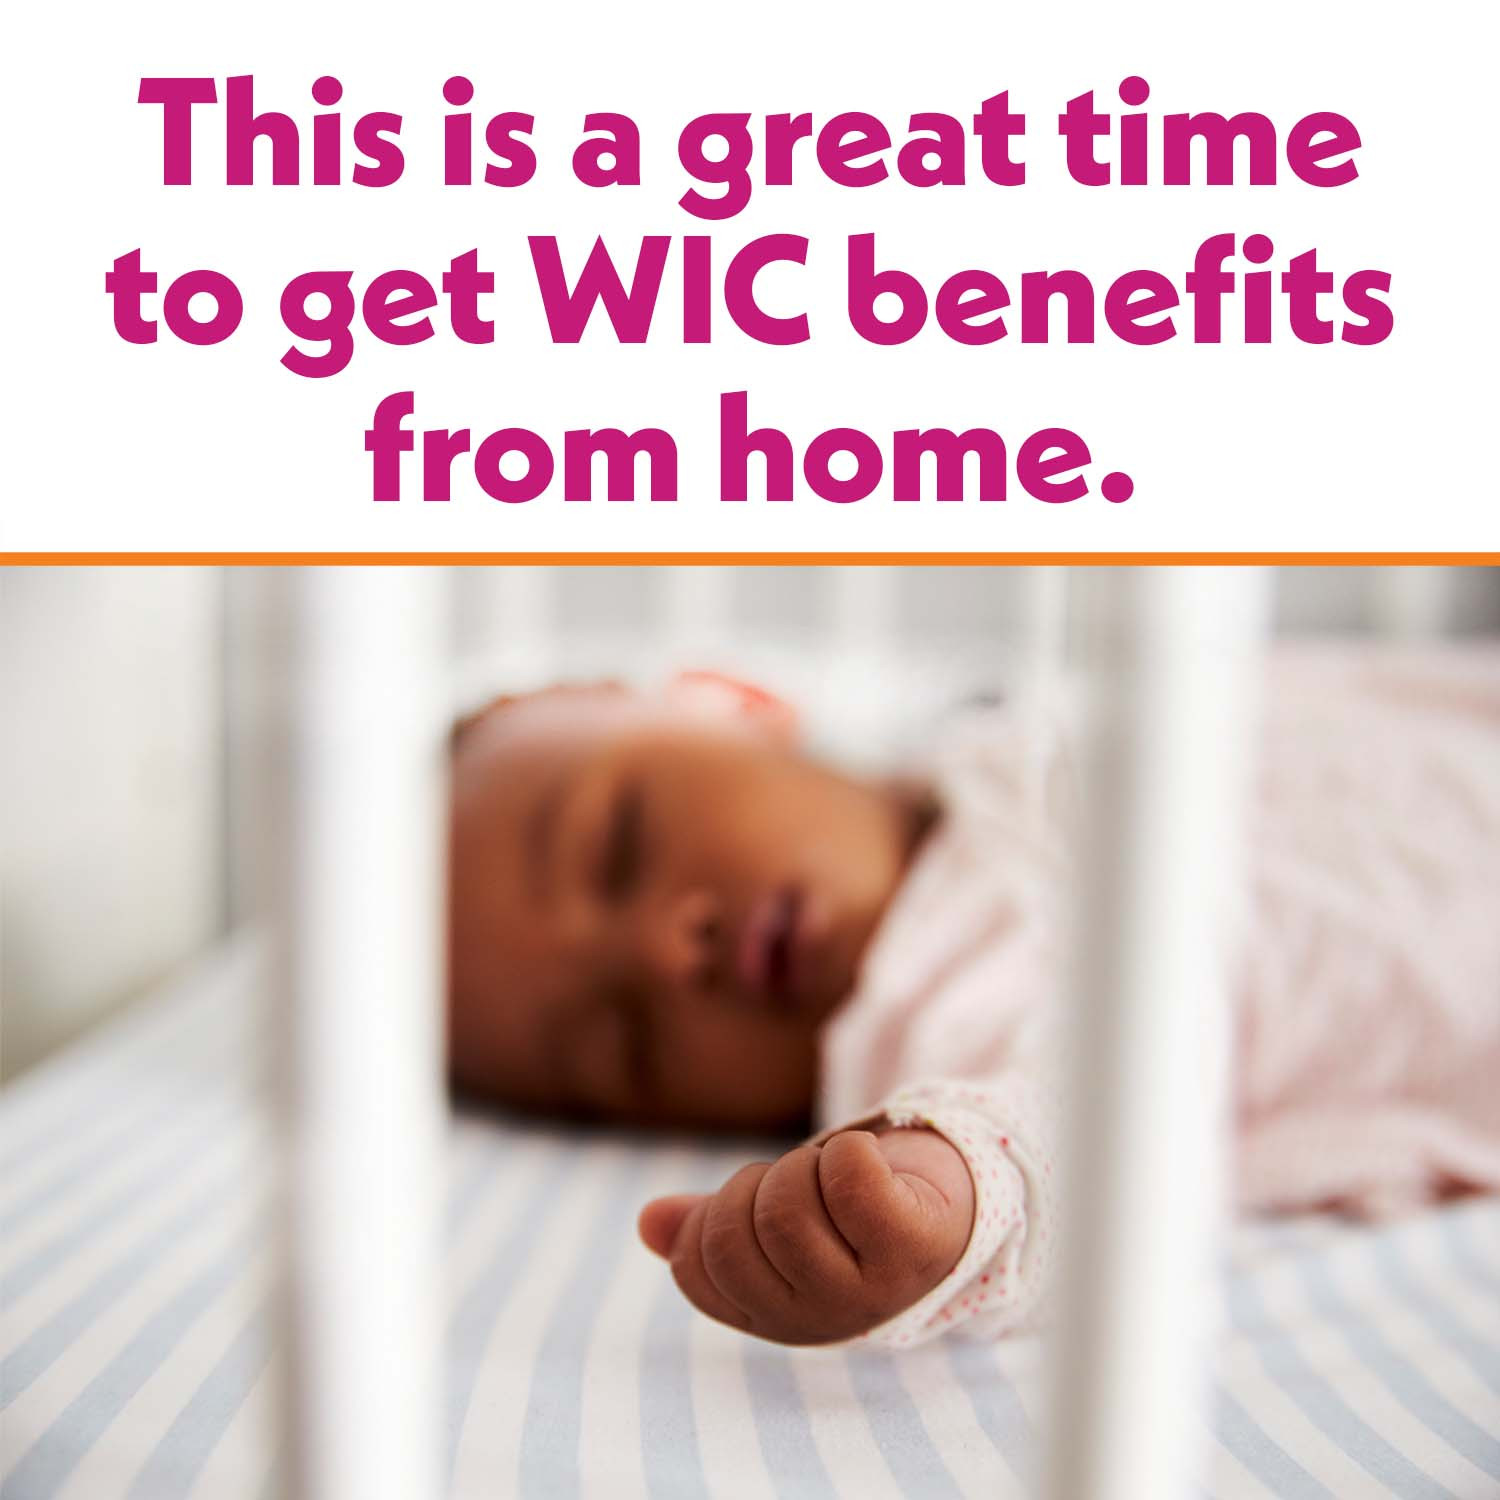 This is a great time
to get WIC benefits
from home.